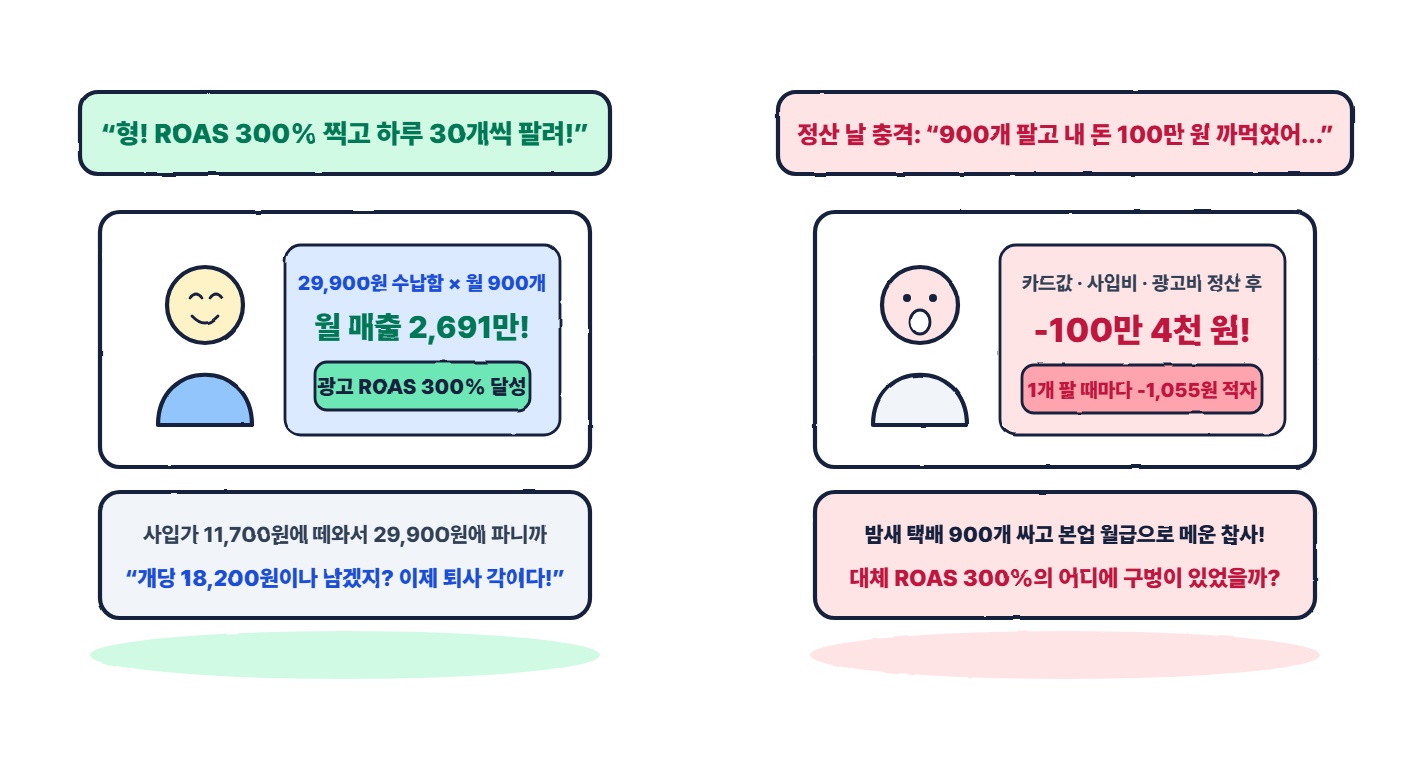 “형! ROAS 300% 찍고 하루 30개씩 팔려!”
29,900원 수납함 × 월 900개
월 매출 2,691만!
광고 ROAS 300% 달성
사입가 11,700원에 떼와서 29,900원에 파니까
“개당 18,200원이나 남겠지? 이제 퇴사 각이다!”
정산 날 충격: “900개 팔고 내 돈 100만 원 까먹었어...”
카드값 · 사입비 · 광고비 정산 후
-100만 4천 원!
1개 팔 때마다 -1,055원 적자
밤새 택배 900개 싸고 본업 월급으로 메운 참사!
대체 ROAS 300%의 어디에 구멍이 있었을까?